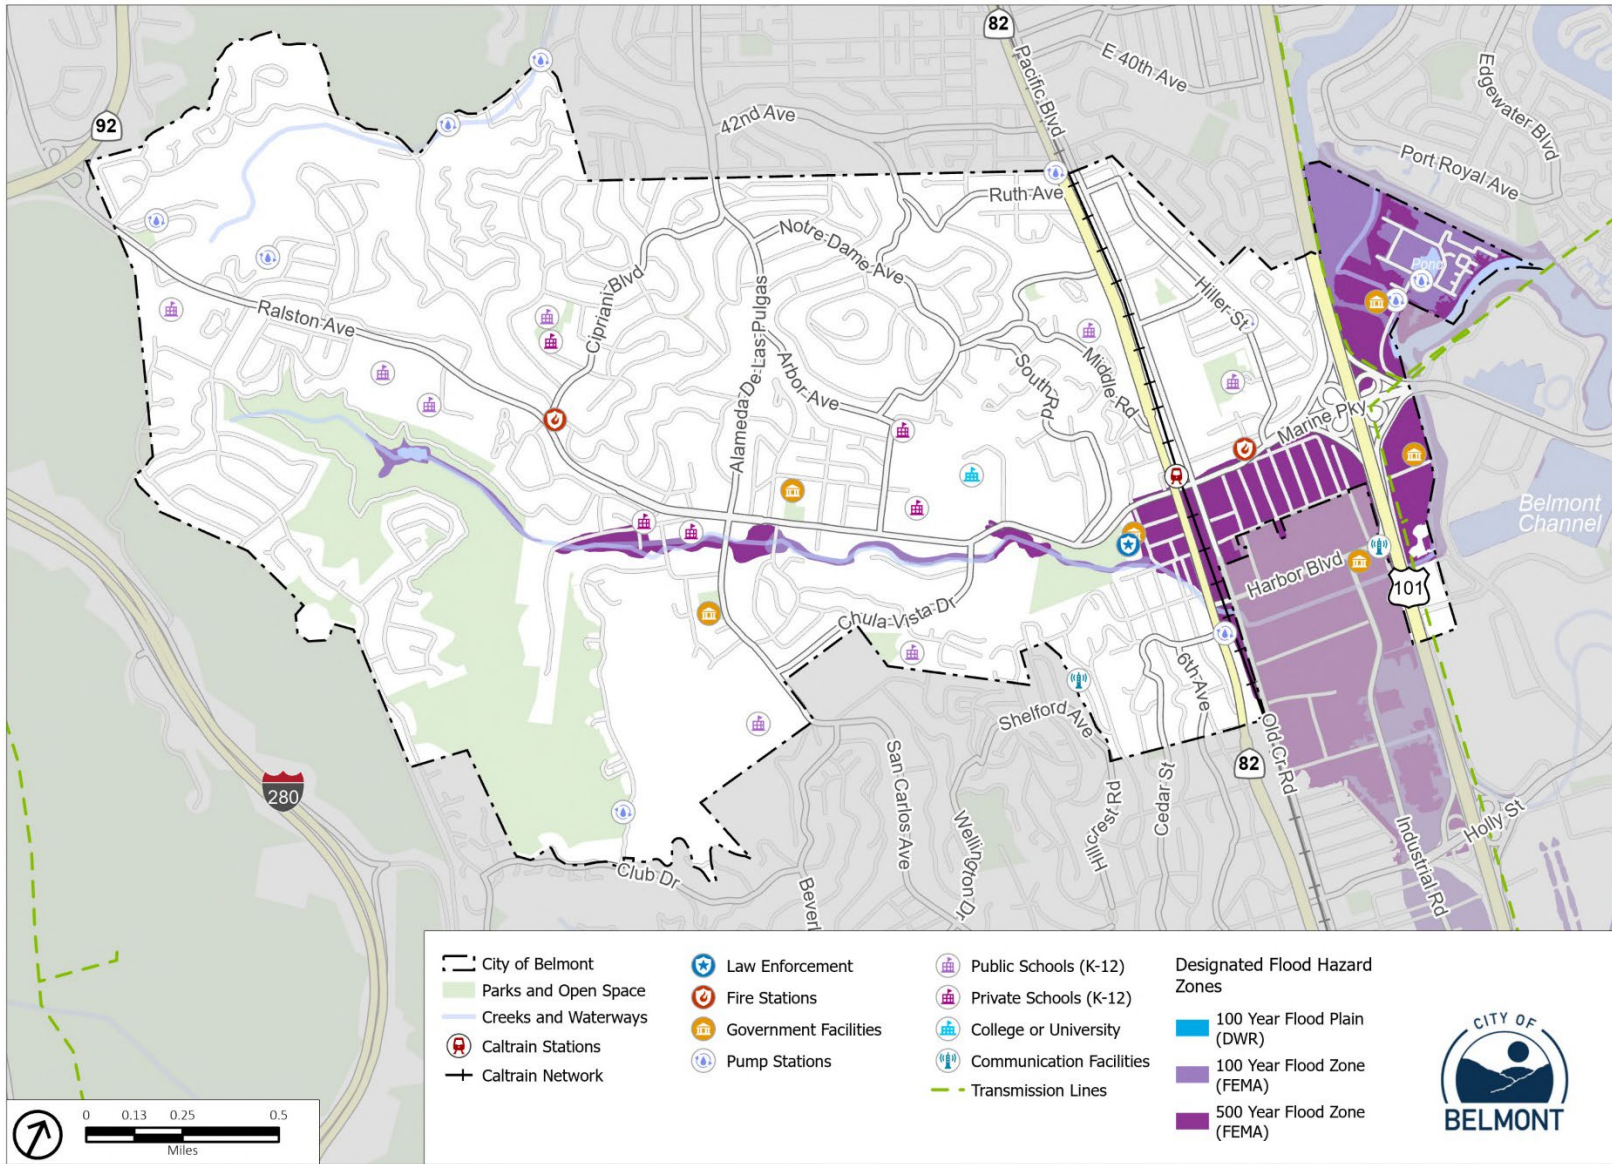 82
Pacific Blvd
E 40th Ave
Edgewater Blvd
92
42nd Ave
Port Royal Ave
Ruth Ave
Notre Dame Ave
Pond
Cipriani Blvd
Hiller St
Ralston Ave
Alameda De Las Pulgas
Arbor Ave
South Rd
Middle Rd
Marine Pky
Belmont
Channel
Harbor Blvd
101
Chula Vista Dr
6th Ave
Shelford Ave
Old Cr Rd
82
280
San Carlos Ave
Wellington Dr
Hillcrest Rd
Cedar St
Industrial Rd
Holly St
Club Dr
Beverl
City of Belmont
Parks and Open Space
Creeks and Waterways
Caltrain Stations
Caltrain Network
Law Enforcement
Fire Stations
Government Facilities
Pump Stations
Public Schools (K-12)
Private Schools (K-12)
College or University
Communication Facilities
Transmission Lines
Designated Flood Hazard
Zones
100 Year Flood Plain
(DWR)
100 Year Flood Zone
(FEMA)
500 Year Flood Zone
(FEMA)
CITY OF
BELMONT
0 0.13 0.25 0.5
Miles